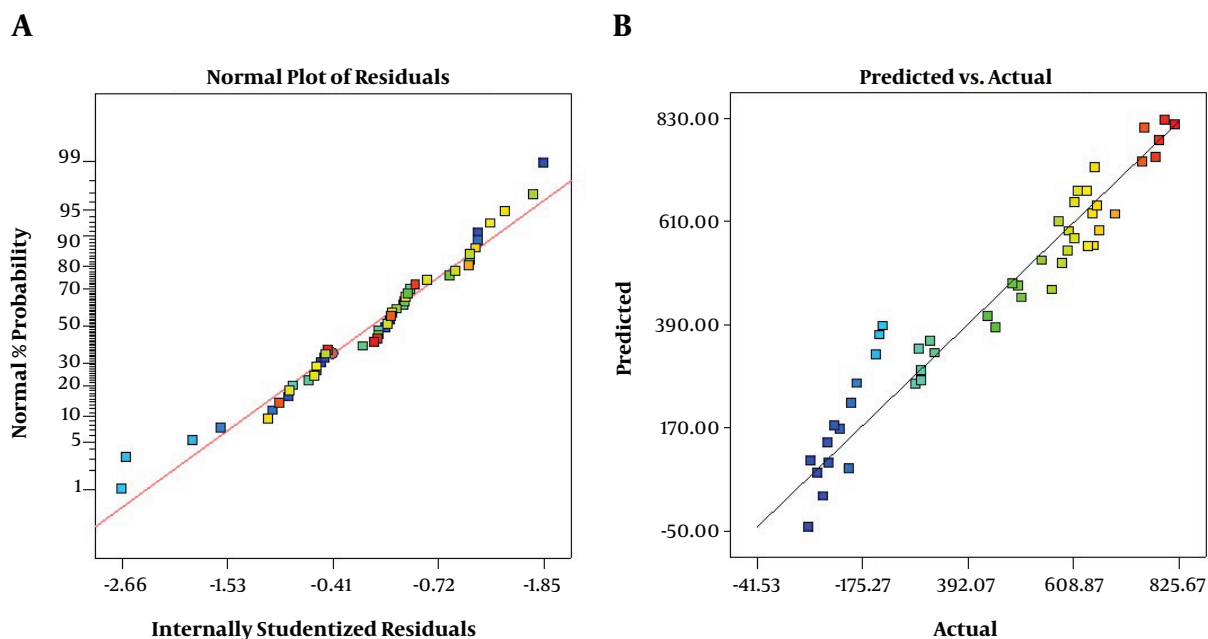 A
Normal Plot of Residuals
99
95
90
80
70
50
30
20
10
5
1
Normal % Probability
-2.66 -1.53 -0.41 -0.72 -1.85
Internally Studentized Residuals
B
Predicted vs. Actual
830.00
610.00
390.00
170.00
-50.00
Predicted
-41.53 -175.27 392.07 608.87 825.67
Actual